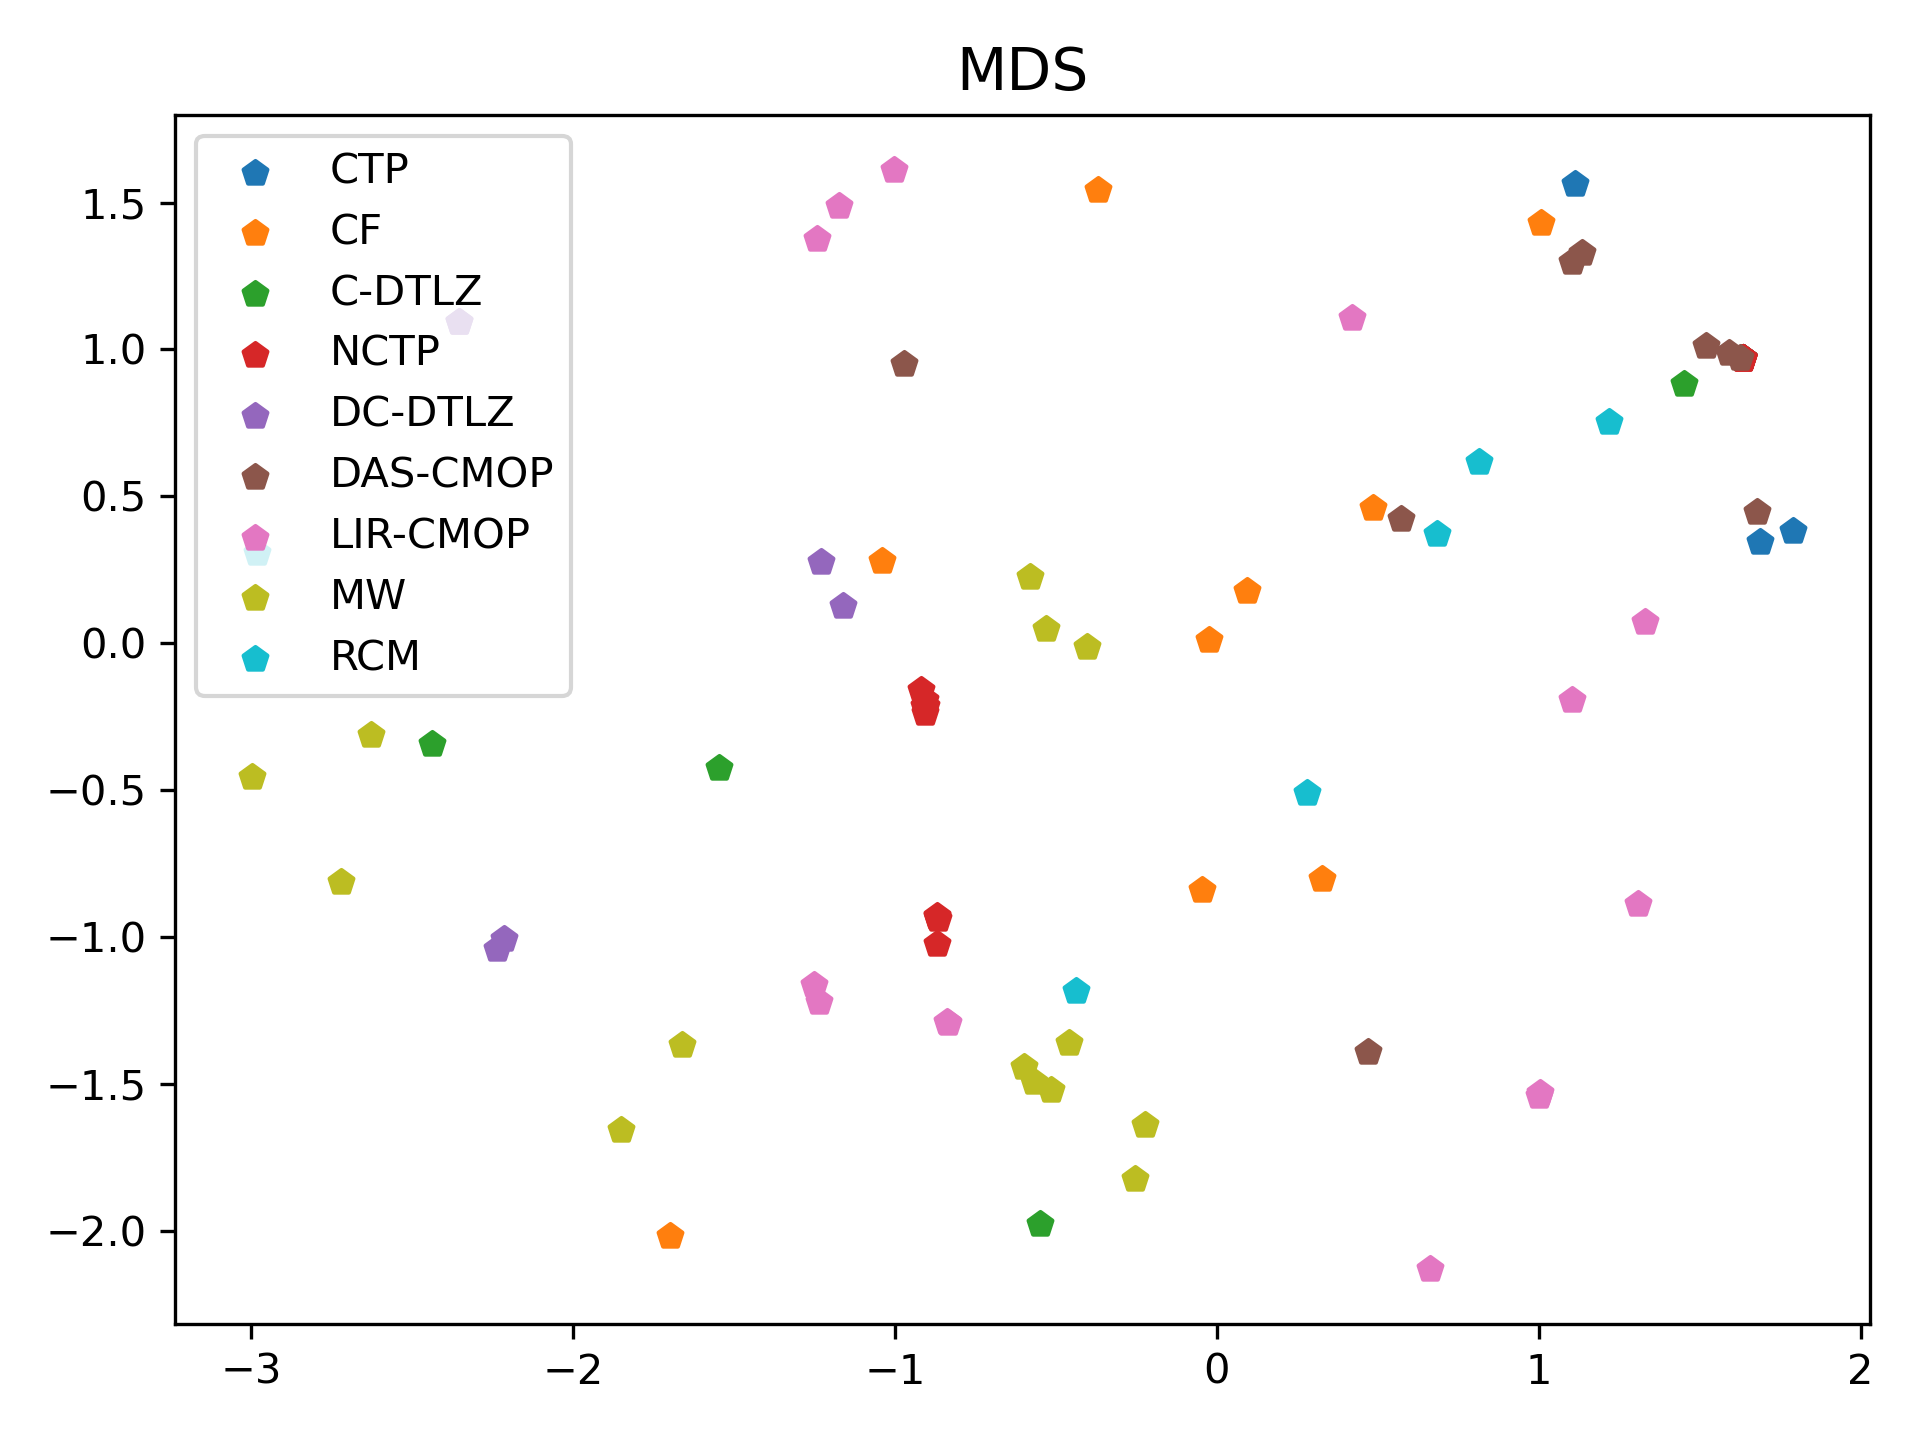 MDS
CTP
CF
C-DTLZ
NCTP
DC-DTLZ
DAS-CMOP
LIR-CMOP
MW
RCM
1.5
1.0
0.5
0.0
−0.5
−1.0
−1.5
−2.0
−3 −2 −1 0 1 2